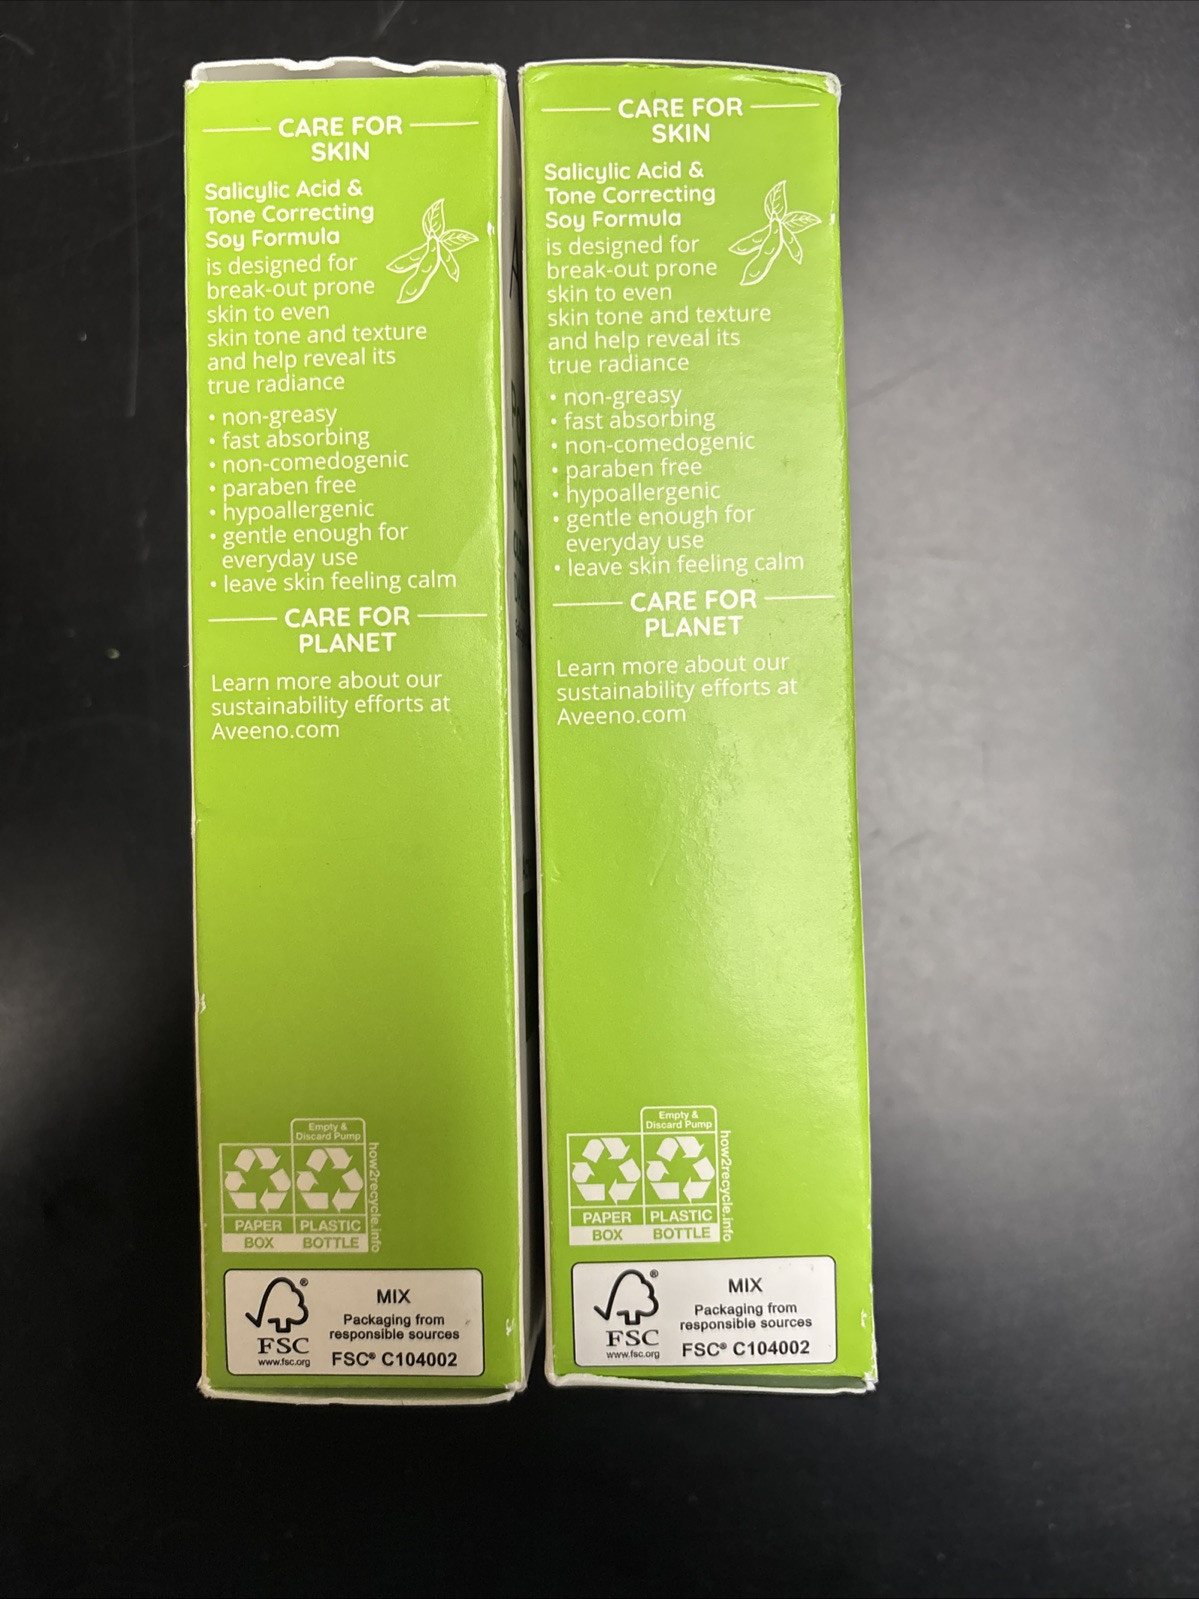 CARE FOR
SKIN
Salicylic Acid &
Tone Correcting
Soy Formula
is designed for
break-out prone
skin to even
skin tone and texture
and help reveal its
true radiance
• non-greasy
• fast absorbing
• non-comedogenic
• paraben free
• hypoallergenic
• gentle enough for
everyday use
• leave skin feeling calm
CARE FOR
PLANET
Learn more about our
sustainability efforts at
Aveeno.com
Empty &
Discard Pump
PAPER
PLASTIC
BOX
BOTTLE
how2recycle.info
®
FSC
www.fsc.org
MIX
Packaging from
responsible sources
FSC® C104002
CARE FOR
SKIN
Salicylic Acid &
Tone Correcting
Soy Formula
is designed for
break-out prone
skin to even
skin tone and texture
and help reveal its
true radiance
• non-greasy
• fast absorbing
• non-comedogenic
• paraben free
• hypoallergenic
• gentle enough for
everyday use
• leave skin feeling calm
CARE FOR
PLANET
Learn more about our
sustainability efforts at
Aveeno.com
Empty &
Discard Pump
PAPER
PLASTIC
BOX
BOTTLE
how2recycle.info
®
FSC
www.fsc.org
MIX
Packaging from
responsible sources
FSC® C104002